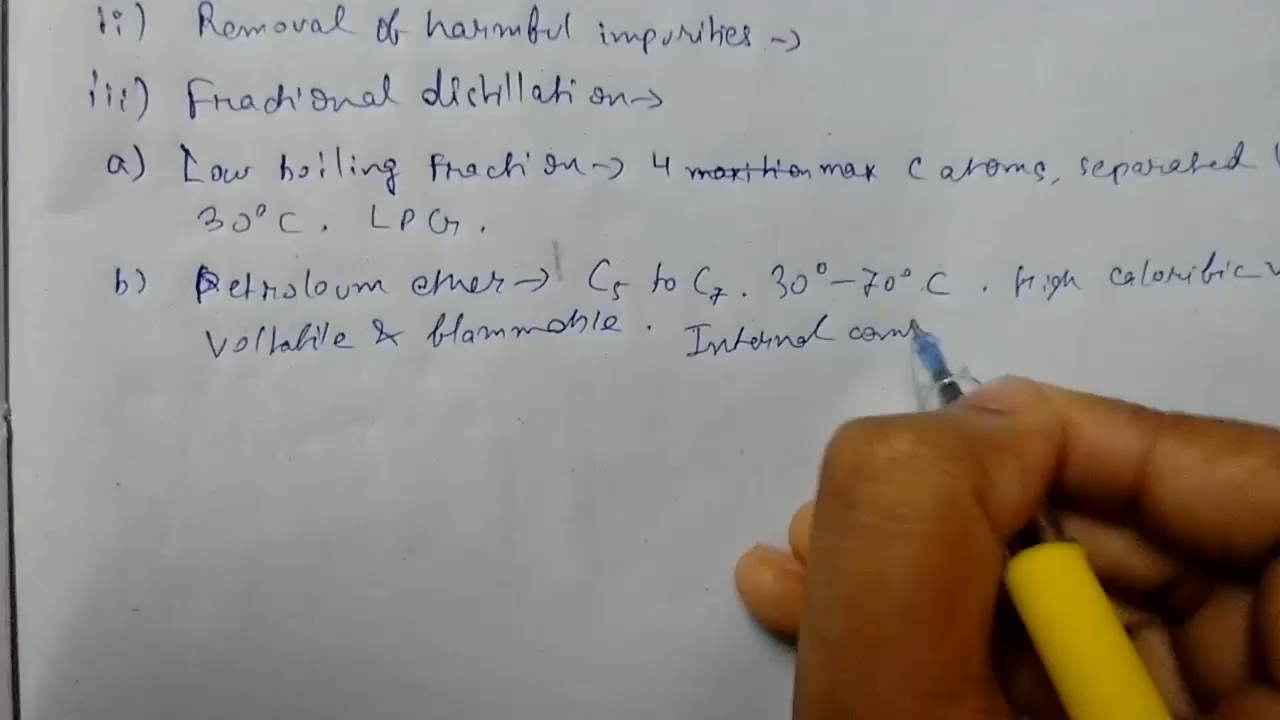 ii) Removal of harmful impurities →
iii) Fractional distillation →
a) Low boiling fraction → 4 max C atoms, separated
30°C. LPG.
b) Petroleum ether → C₅ to C₇. 30°-70°C. High calorific
Voltatile & flammable. Internal com